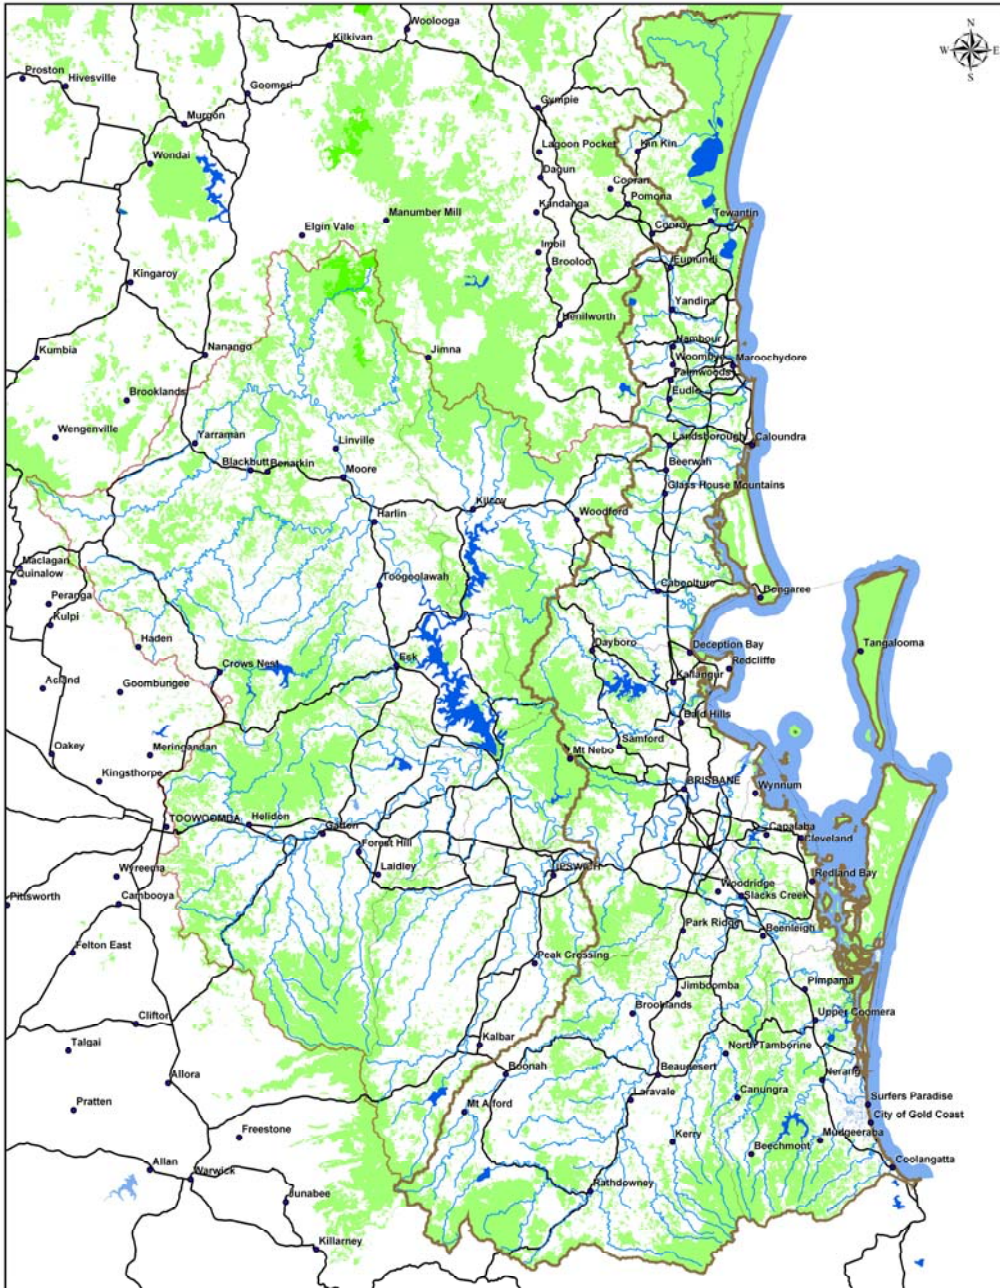 Woolooga
Kilkivan
N
W E
S
Proston
Hivesville
Goomeri
Gympie
Murgon
Lagoon Pocket
Kin Kin
Wondai
Dagun
Cooran
Pomona
Manumber Mill
Kandanga
Tewantin
Elgin Vale
Cooroy
Imbil
Brooloo
Eumundi
Kingaroy
Yandina
Kenilworth
Nambour
Kumbia
Nanango
Jimna
Woombye
Maroochydore
Palmwoods
Eudlo
Brooklands
Wengenville
Yarraman
Linville
Landsborough
Caloundra
Blackbutt
Benarkin
Moore
Beerwah
Glass House Mountains
Kilcoy
Harlin
Woodford
Maclagan
Quinalow
Toogoolawah
Caboolture
Bongaree
Peranga
Kulpi
Haden
Dayboro
Deception Bay
Tangalooma
Crows Nest
Esk
Redcliffe
Acland
Goombungee
Kallangur
Bald Hills
Oakey
Meringandan
Samford
Mt Nebo
Kingsthorpe
BRISBANE
Wynnum
TOOWOOMBA
Helidon
Gatton
Capalaba
Cleveland
Forest Hill
Laidley
IPSWICH
Wyreema
Redland Bay
Pittsworth
Cambooya
Woodridge
Slacks Creek
Park Ridge
Beenleigh
Felton East
Peak Crossing
Pimpama
Jimboomba
Brooklands
Clifton
Upper Coomera
Talgai
Kalbar
North Tamborine
Boonah
Beaudesert
Nerang
Allora
Canungra
Surfers Paradise
Laravale
Pratten
Mt Alford
City of Gold Coast
Freestone
Kerry
Mudgeeraba
Beechmont
Allan
Warwick
Coolangatta
Junabee
Rathdowney
Killarney